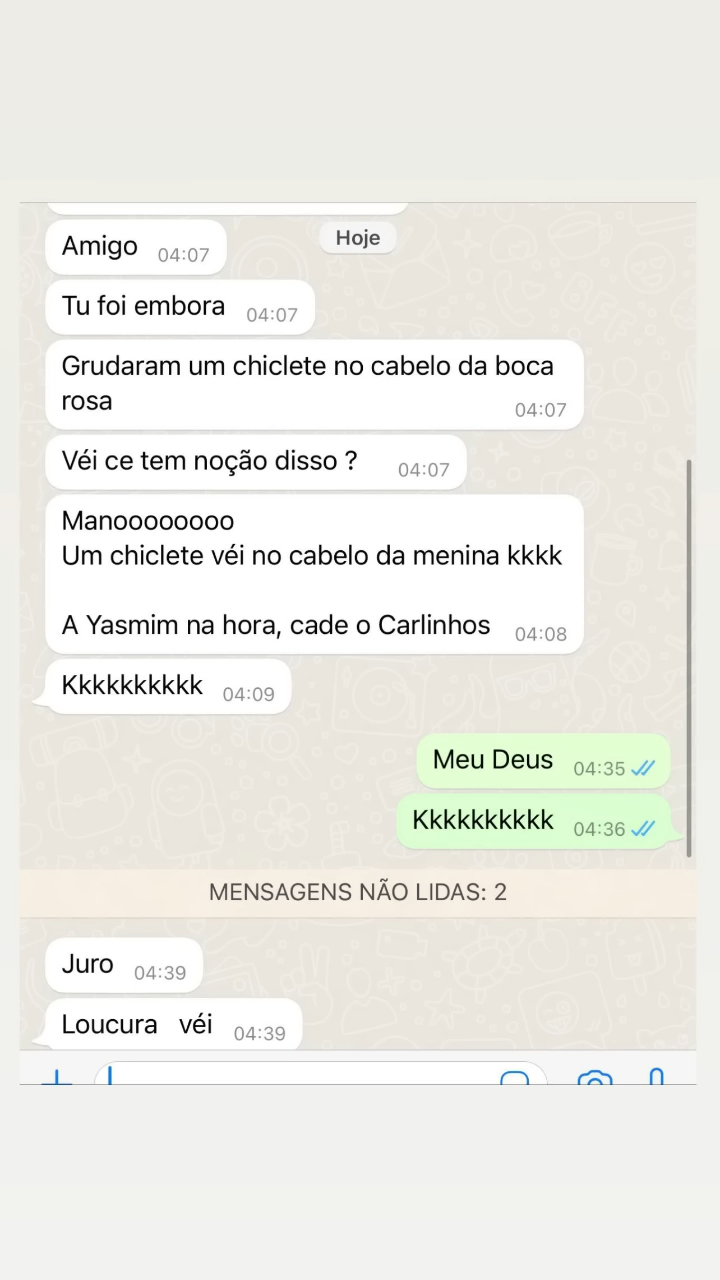 Hoje
Amigo 04:07
Tu foi embora 04:07
Grudaram um chiclete no cabelo da boca
rosa 04:07
Véi ce tem noção disso ? 04:07
Manoooooooo
Um chiclete véi no cabelo da menina kkkk
A Yasmim na hora, cade o Carlinhos 04:08
Kkkkkkkkkk 04:09
Meu Deus 04:35
Kkkkkkkkkk 04:36
MENSAGENS NÃO LIDAS: 2
Juro 04:39
Loucura véi 04:39